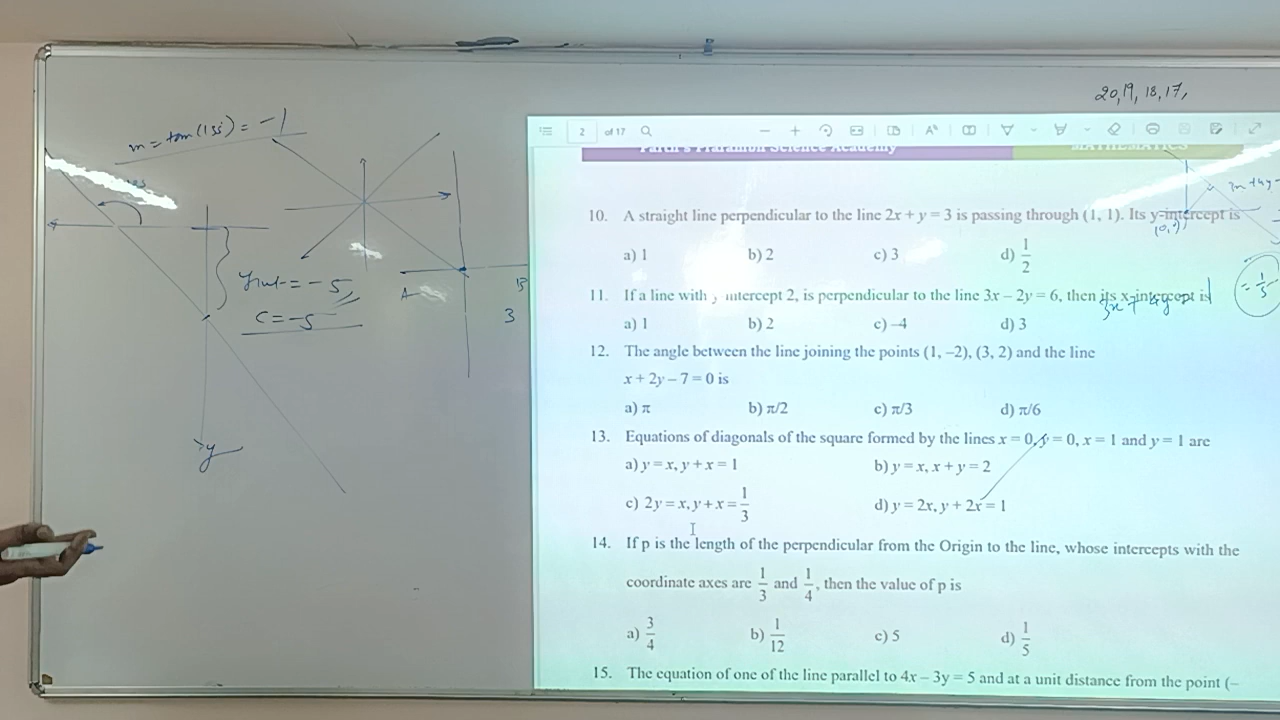 20, 19, 18, 17,
m = tan(135) = -1
yint = -5
c = -5
-y
A
B
3
2 of 17
MATHEMATICS
10. A straight line perpendicular to the line 2x + y = 3 is passing through (1, 1). Its y-intercept is
a) 1 b) 2 c) 3 d) 1/2
11. If a line with y intercept 2, is perpendicular to the line 3x – 2y = 6, then its x-intercept is
a) 1 b) 2 c) –4 d) 3
= 1/5
12. The angle between the line joining the points (1, –2), (3, 2) and the line
x + 2y – 7 = 0 is
a) π b) π/2 c) π/3 d) π/6
13. Equations of diagonals of the square formed by the lines x = 0, y = 0, x = 1 and y = 1 are
a) y = x, y + x = 1 b) y = x, x + y = 2
c) 2y = x, y + x = 1/3 d) y = 2x, y + 2x = 1
14. If p is the length of the perpendicular from the Origin to the line, whose intercepts with the
coordinate axes are 1/3 and 1/4, then the value of p is
a) 3/4 b) 1/12 c) 5 d) 1/5
15. The equation of one of the line parallel to 4x – 3y = 5 and at a unit distance from the point (–